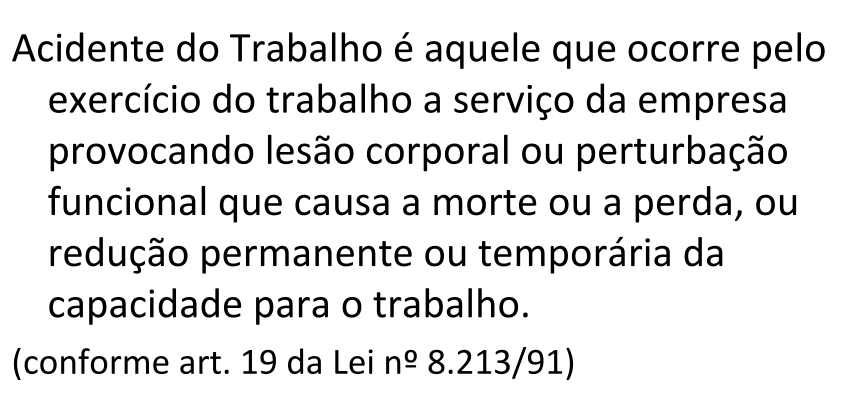 Acidente do Trabalho é aquele que ocorre pelo
exercício do trabalho a serviço da empresa
provocando lesão corporal ou perturbação
funcional que causa a morte ou a perda, ou
redução permanente ou temporária da
capacidade para o trabalho.
(conforme art. 19 da Lei nº 8.213/91)